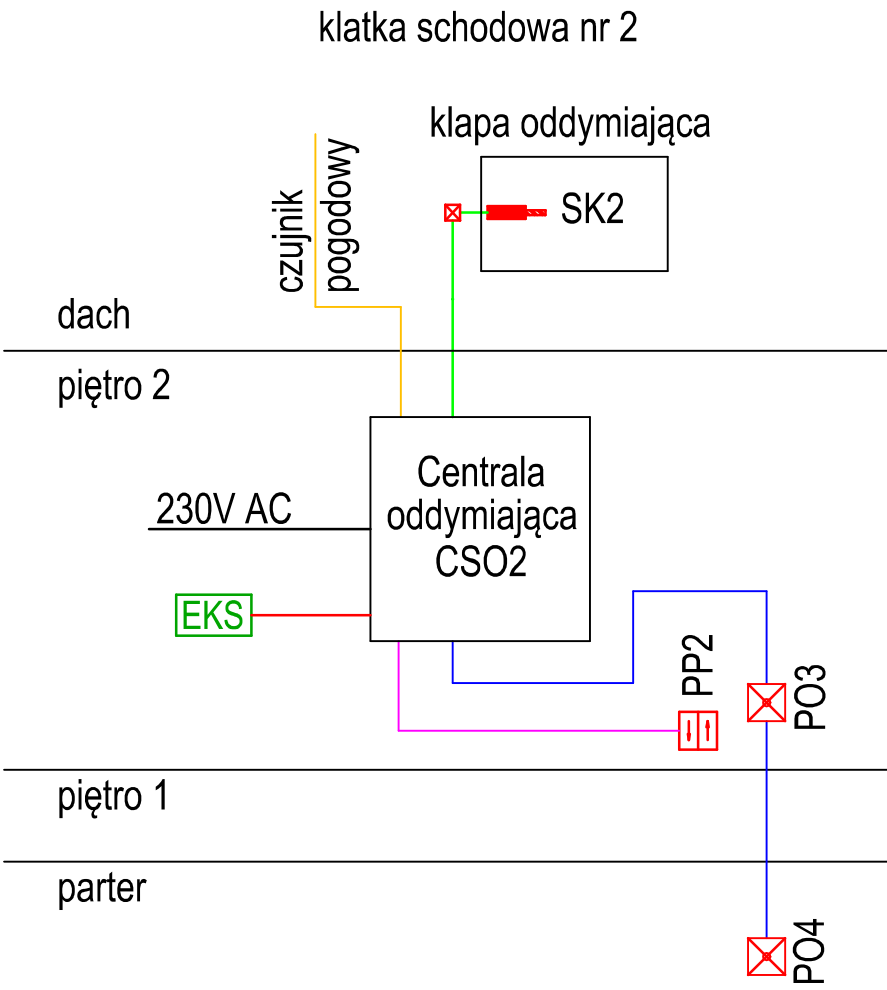 klatka schodowa nr 2
klapa oddymiająca
czujnik
pogodowy
SK2
dach
piętro 2
Centrala
oddymiająca
CSO2
230V AC
EKS
PP2
PO3
piętro 1
parter
PO4